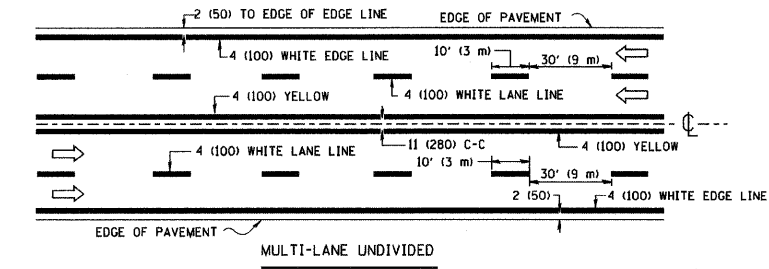 2 (50) TO EDGE OF EDGE LINE
EDGE OF PAVEMENT
4 (100) WHITE EDGE LINE
10' (3 m)
30' (9 m)
4 (100) YELLOW
4 (100) WHITE LANE LINE
℄
4 (100) WHITE LANE LINE
11 (280) C-C
4 (100) YELLOW
10' (3 m)
30' (9 m)
2 (50)
4 (100) WHITE EDGE LINE
EDGE OF PAVEMENT
MULTI-LANE UNDIVIDED